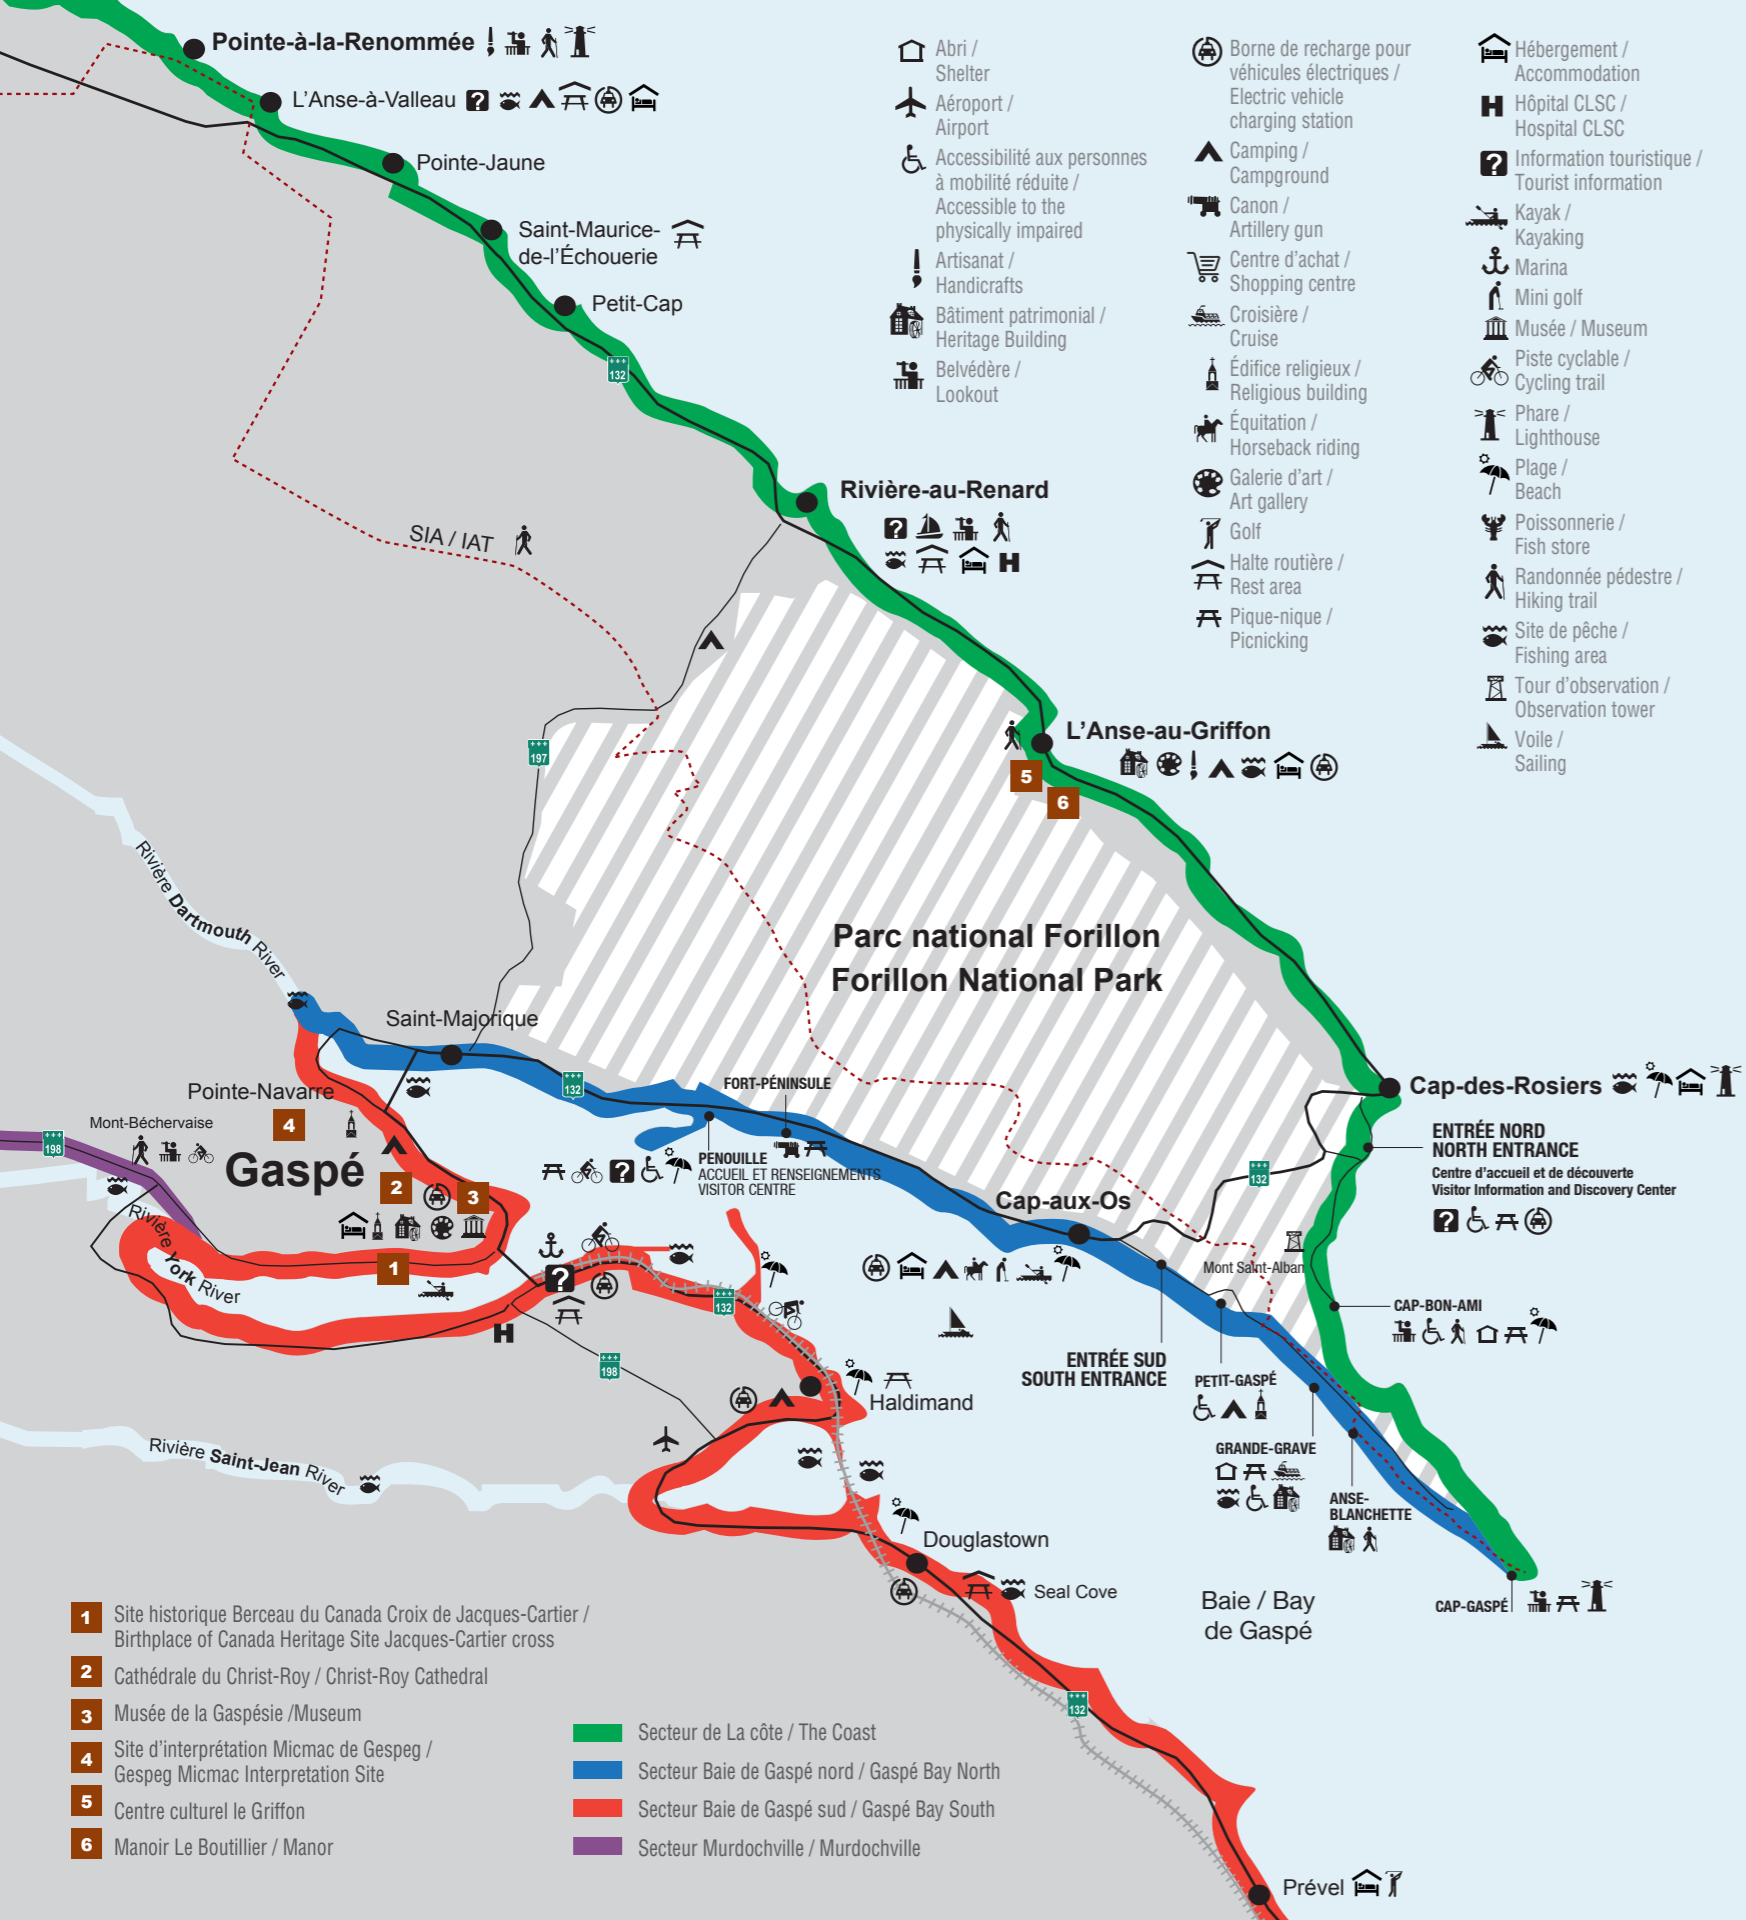 Pointe-à-la-Renommée
L'Anse-à-Valleau
Pointe-Jaune
Saint-Maurice-
de-l'Échouerie
Petit-Cap
132
Rivière-au-Renard
SIA / IAT
197
L'Anse-au-Griffon
5
6
Abri /
Shelter
Aéroport /
Airport
Accessibilité aux personnes
à mobilité réduite /
Accessible to the
physically impaired
Artisanat /
Handicrafts
Bâtiment patrimonial /
Heritage Building
Belvédère /
Lookout
Borne de recharge pour
véhicules électriques /
Electric vehicle
charging station
Camping /
Campground
Canon /
Artillery gun
Centre d'achat /
Shopping centre
Croisière /
Cruise
Édifice religieux /
Religious building
Équitation /
Horseback riding
Galerie d'art /
Art gallery
Golf
Halte routière /
Rest area
Pique-nique /
Picnicking
Hébergement /
Accommodation
H
Hôpital CLSC /
Hospital CLSC
?
Information touristique /
Tourist information
Kayak /
Kayaking
Marina
Mini golf
Musée / Museum
Piste cyclable /
Cycling trail
Phare /
Lighthouse
Plage /
Beach
Poissonnerie /
Fish store
Randonnée pédestre /
Hiking trail
Site de pêche /
Fishing area
Tour d'observation /
Observation tower
Voile /
Sailing
Rivière Dartmouth River
Parc national Forillon
Forillon National Park
Saint-Majorique
132
FORT-PÉNINSULE
Pointe-Navarre
4
Mont-Béchervaise
198
Gaspé
2
3
1
Rivière York River
PENOUILLE
ACCUEIL ET RENSEIGNEMENTS
VISITOR CENTRE
Cap-aux-Os
132
Cap-des-Rosiers
ENTRÉE NORD
NORTH ENTRANCE
Centre d'accueil et de découverte
Visitor Information and Discovery Center
Mont Saint-Alban
CAP-BON-AMI
132
H
198
ENTRÉE SUD
SOUTH ENTRANCE
PETIT-GASPÉ
Haldimand
GRANDE-GRAVE
ANSE-
BLANCHETTE
Rivière Saint-Jean River
Douglastown
Seal Cove
Baie / Bay
de Gaspé
CAP-GASPÉ
132
Prével
1
Site historique Berceau du Canada Croix de Jacques-Cartier /
Birthplace of Canada Heritage Site Jacques-Cartier cross
2
Cathédrale du Christ-Roy / Christ-Roy Cathedral
3
Musée de la Gaspésie /Museum
4
Site d'interprétation Micmac de Gespeg /
Gespeg Micmac Interpretation Site
5
Centre culturel le Griffon
6
Manoir Le Boutillier / Manor
Secteur de La côte / The Coast
Secteur Baie de Gaspé nord / Gaspé Bay North
Secteur Baie de Gaspé sud / Gaspé Bay South
Secteur Murdochville / Murdochville